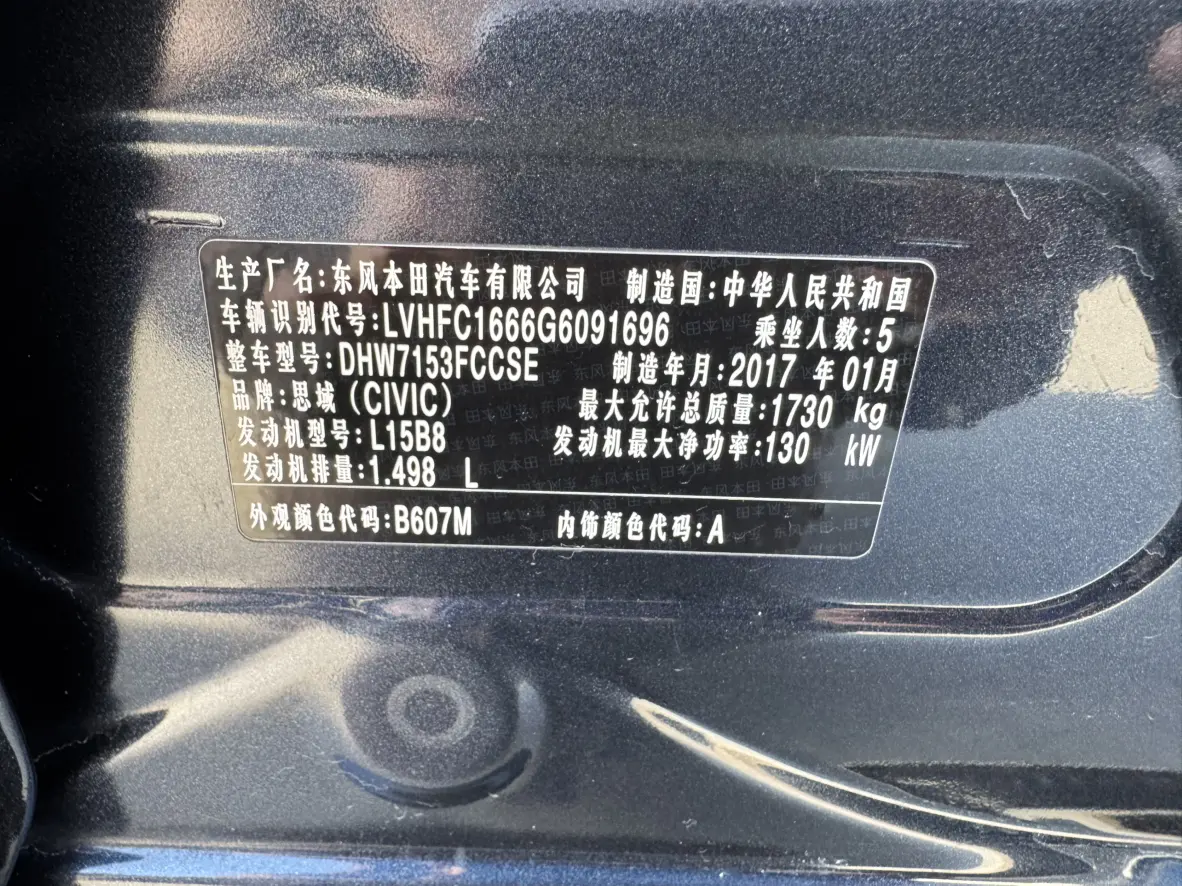 生产厂名:东风本田汽车有限公司 制造国:中华人民共和国
车辆识别代号:LVHFC1666G6091696 乘坐人数:5
整车型号:DHW7153FCCSE 制造年月:2017 年 01月
品牌:思域(CIVIC) 最大允许总质量:1730 kg
发动机型号:L15B8 发动机最大净功率:130 kW
发动机排量:1.498 L
外观颜色代码:B607M 内饰颜色代码:A